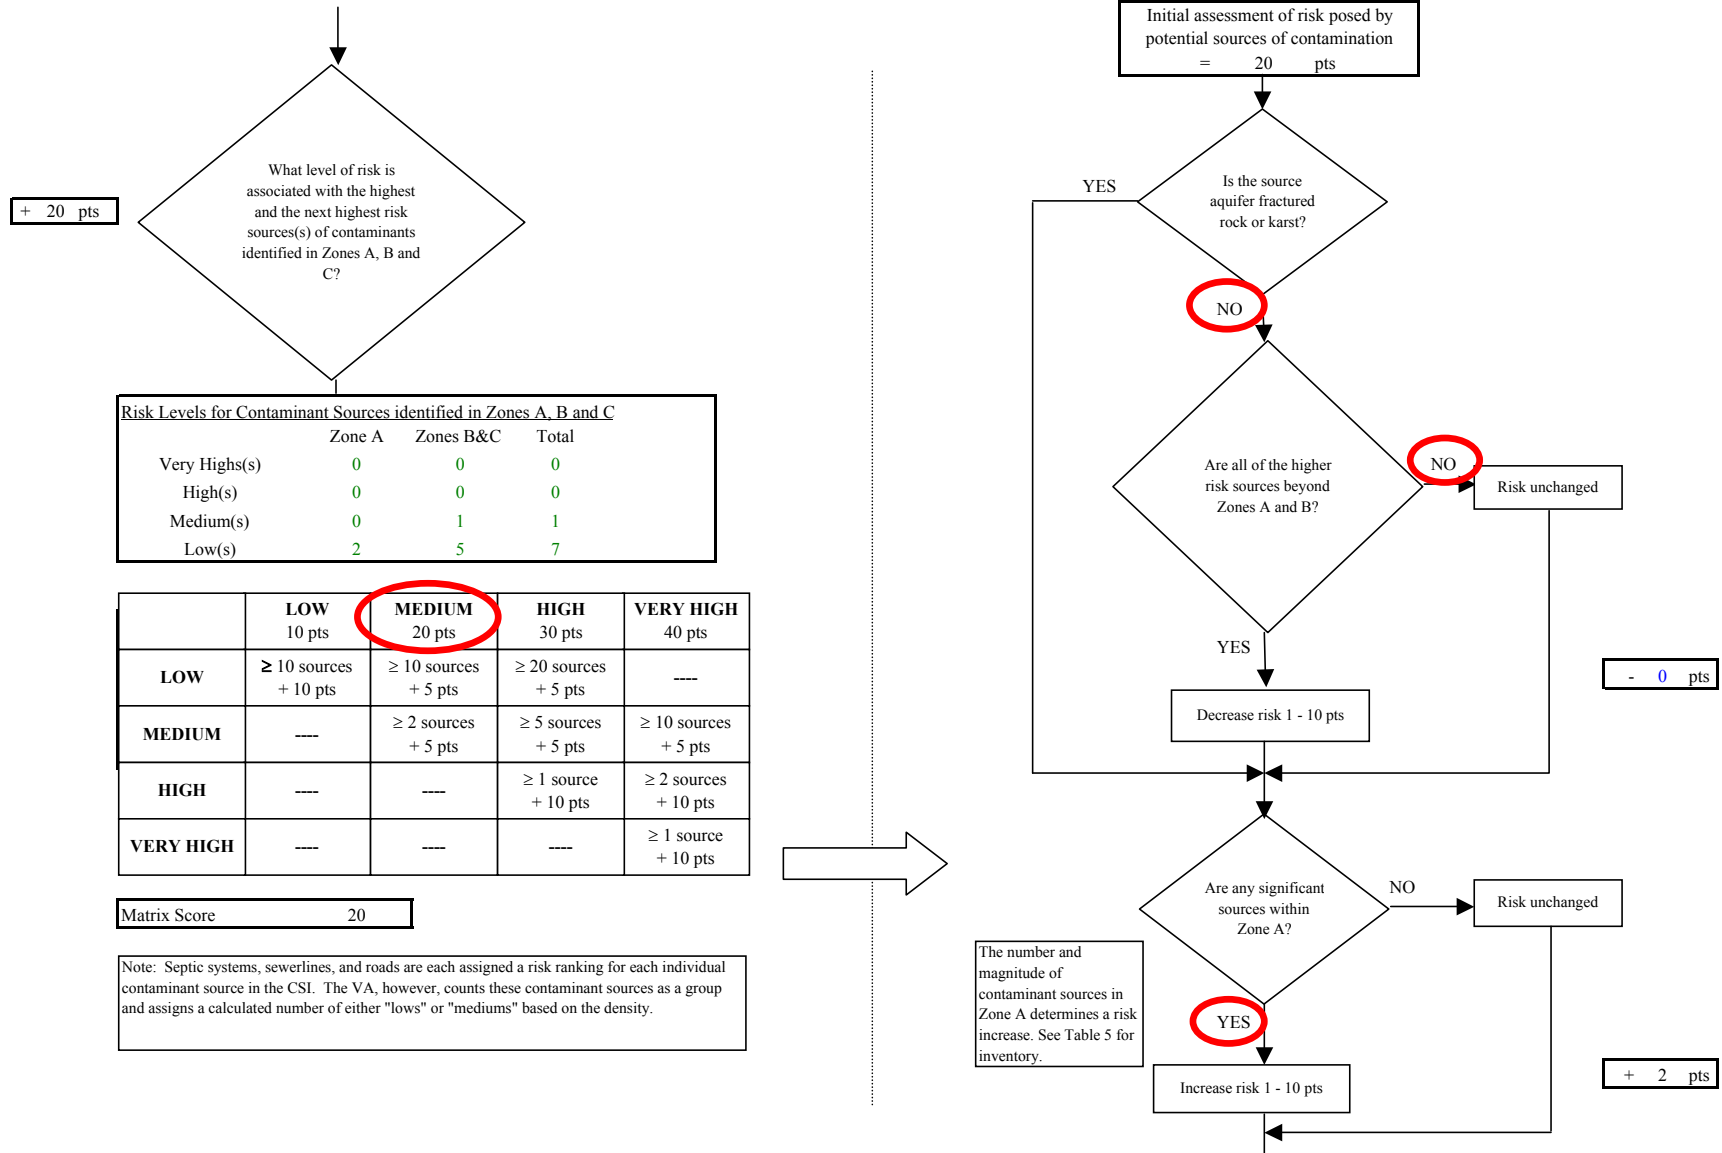 What level of risk is
associated with the highest
and the next highest risk
sources(s) of contaminants
identified in Zones A, B and
C?
+ 20 pts
Risk Levels for Contaminant Sources identified in Zones A, B and C
Zone A Zones B&C Total
Very Highs(s) 0 0 0
High(s) 0 0 0
Medium(s) 0 1 1
Low(s) 2 5 7
LOW MEDIUM HIGH VERY HIGH
10 pts 20 pts 30 pts 40 pts
LOW ≥ 10 sources ≥ 10 sources ≥ 20 sources ----
+ 10 pts + 5 pts + 5 pts
MEDIUM ---- ≥ 2 sources ≥ 5 sources ≥ 10 sources
+ 5 pts + 5 pts + 5 pts
HIGH ---- ---- ≥ 1 source ≥ 2 sources
+ 10 pts + 10 pts
VERY HIGH ---- ---- ---- ≥ 1 source
+ 10 pts
Matrix Score 20
Note: Septic systems, sewerlines, and roads are each assigned a risk ranking for each individual
contaminant source in the CSI. The VA, however, counts these contaminant sources as a group
and assigns a calculated number of either "lows" or "mediums" based on the density.
Initial assessment of risk posed by
potential sources of contamination
= 20 pts
Is the source
aquifer fractured
rock or karst?
YES
NO
Are all of the higher
risk sources beyond
Zones A and B?
NO
Risk unchanged
YES
Decrease risk 1 - 10 pts
- 0 pts
Are any significant
sources within
Zone A?
NO
Risk unchanged
The number and
magnitude of
contaminant sources in
Zone A determines a risk
increase. See Table 5 for
inventory.
YES
Increase risk 1 - 10 pts
+ 2 pts